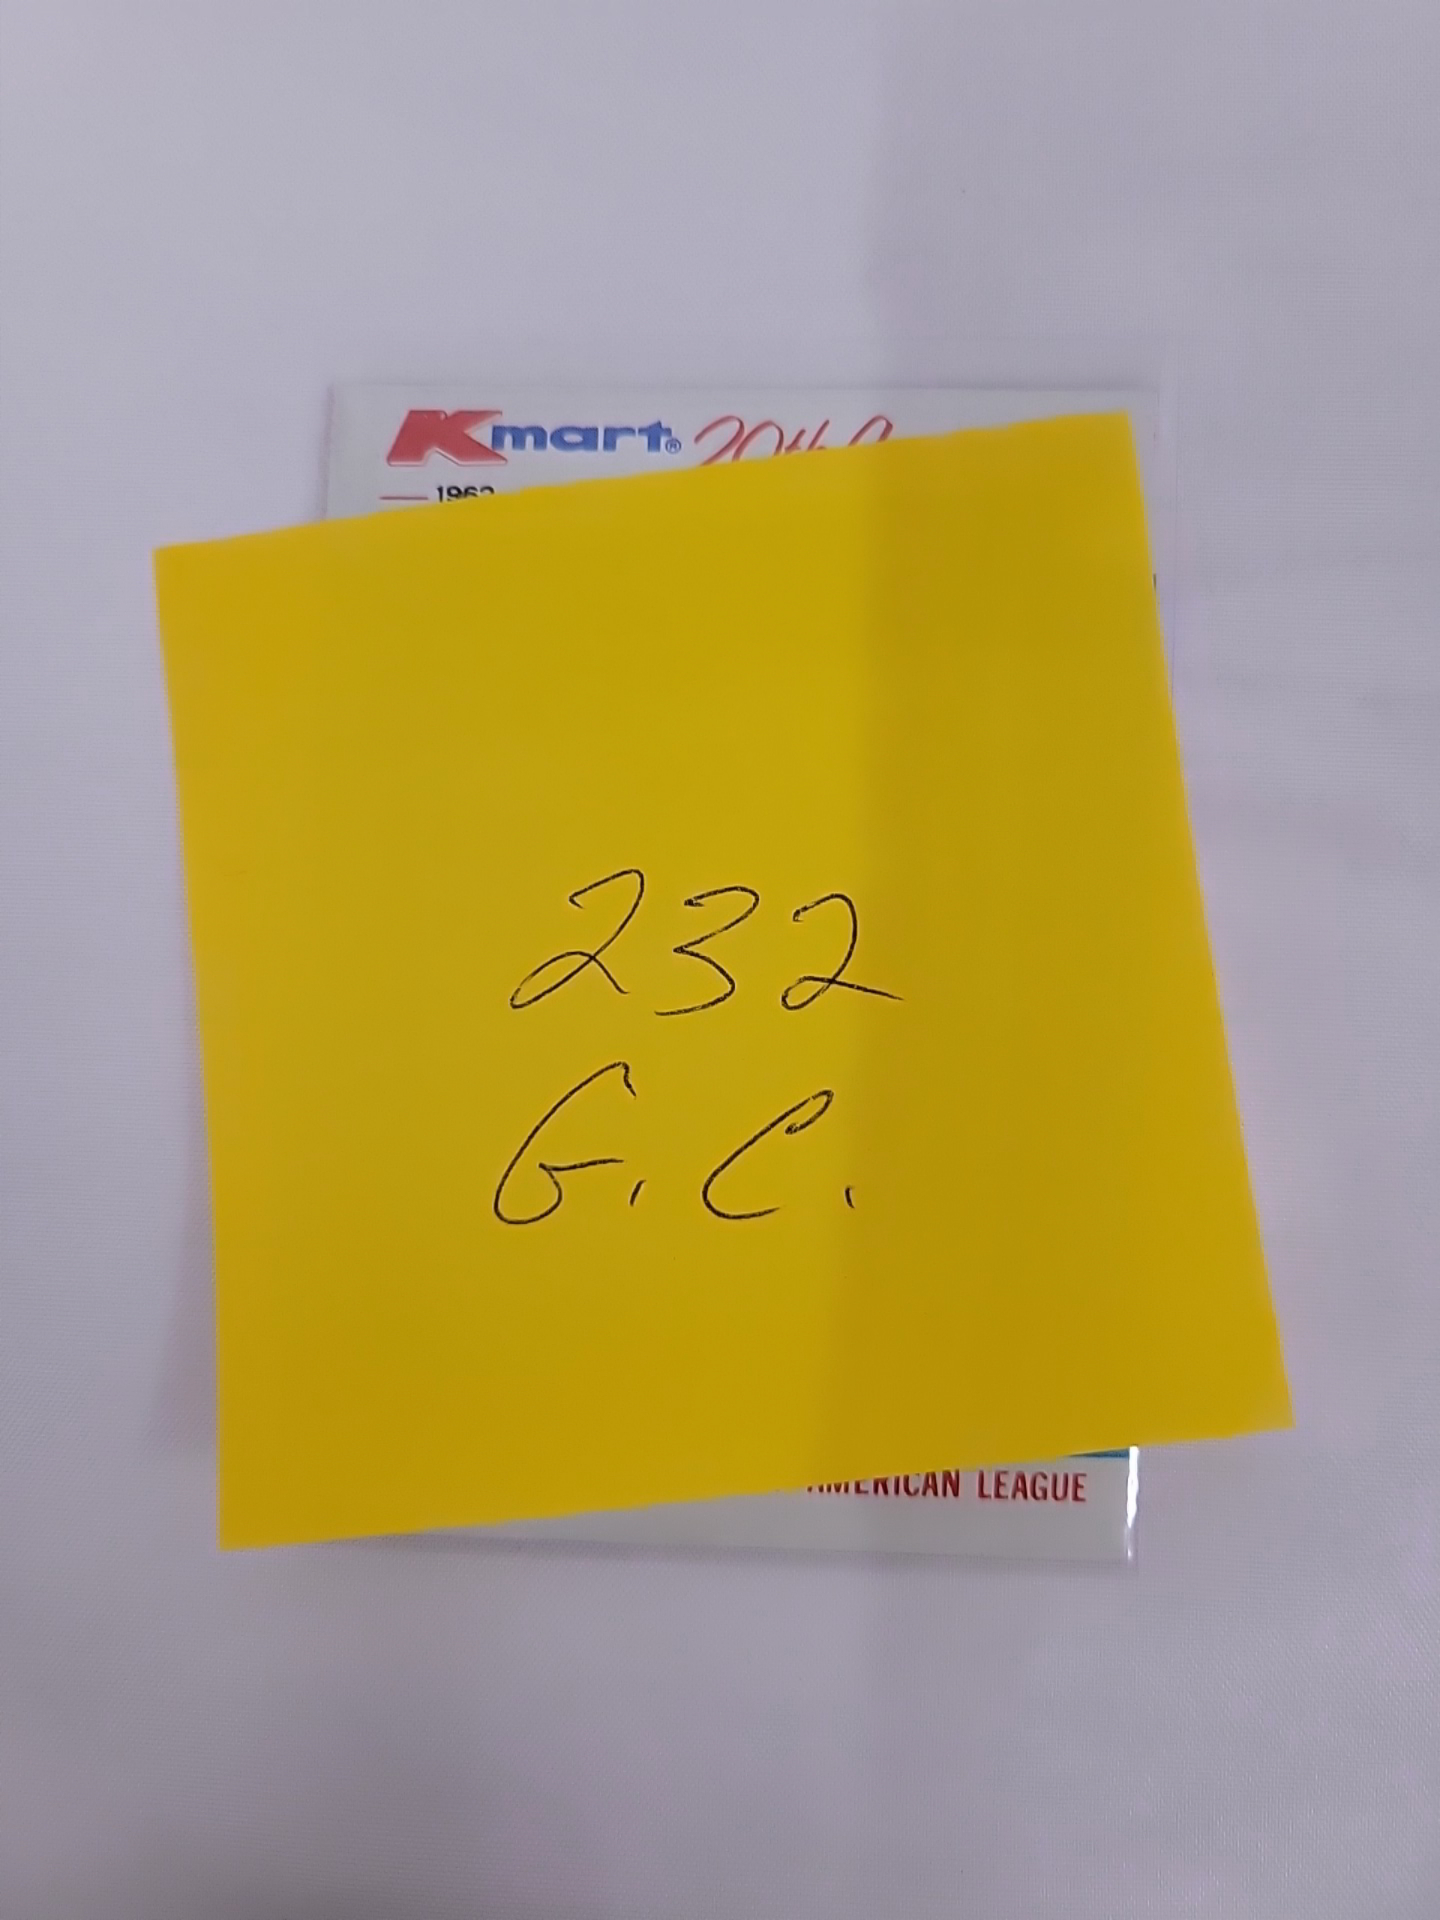 Kmart® 20th
1962
232
G.C.
AMERICAN LEAGUE